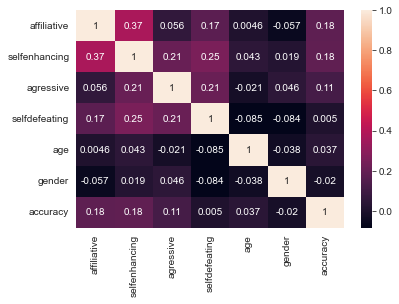 affiliative 1 0.37 0.056 0.17 0.0046 -0.057 0.18
selfenhancing 0.37 1 0.21 0.25 0.043 0.019 0.18
agressive 0.056 0.21 1 0.21 -0.021 0.046 0.11
selfdefeating 0.17 0.25 0.21 1 -0.085 -0.084 0.005
age 0.0046 0.043 -0.021 -0.085 1 -0.038 0.037
gender -0.057 0.019 0.046 -0.084 -0.038 1 -0.02
accuracy 0.18 0.18 0.11 0.005 0.037 -0.02 1
affiliative
selfenhancing
agressive
selfdefeating
age
gender
accuracy
1.0
0.8
0.6
0.4
0.2
0.0